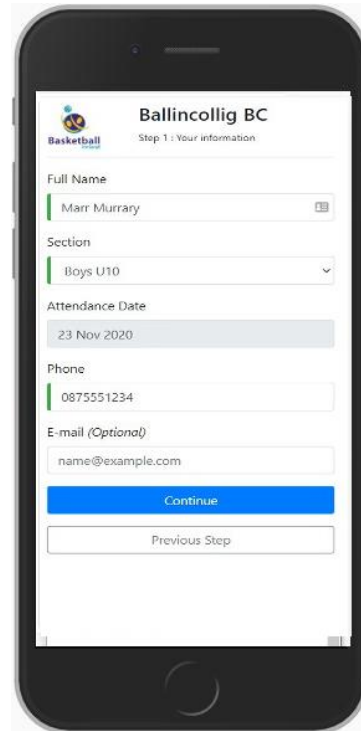 Ballincollig BC
Basketball
Step 1 : Your information
Full Name
Marr Murrary
Section
Boys U10
Attendance Date
23 Nov 2020
Phone
0875551234
E-mail (Optional)
name@example.com
Continue
Previous Step